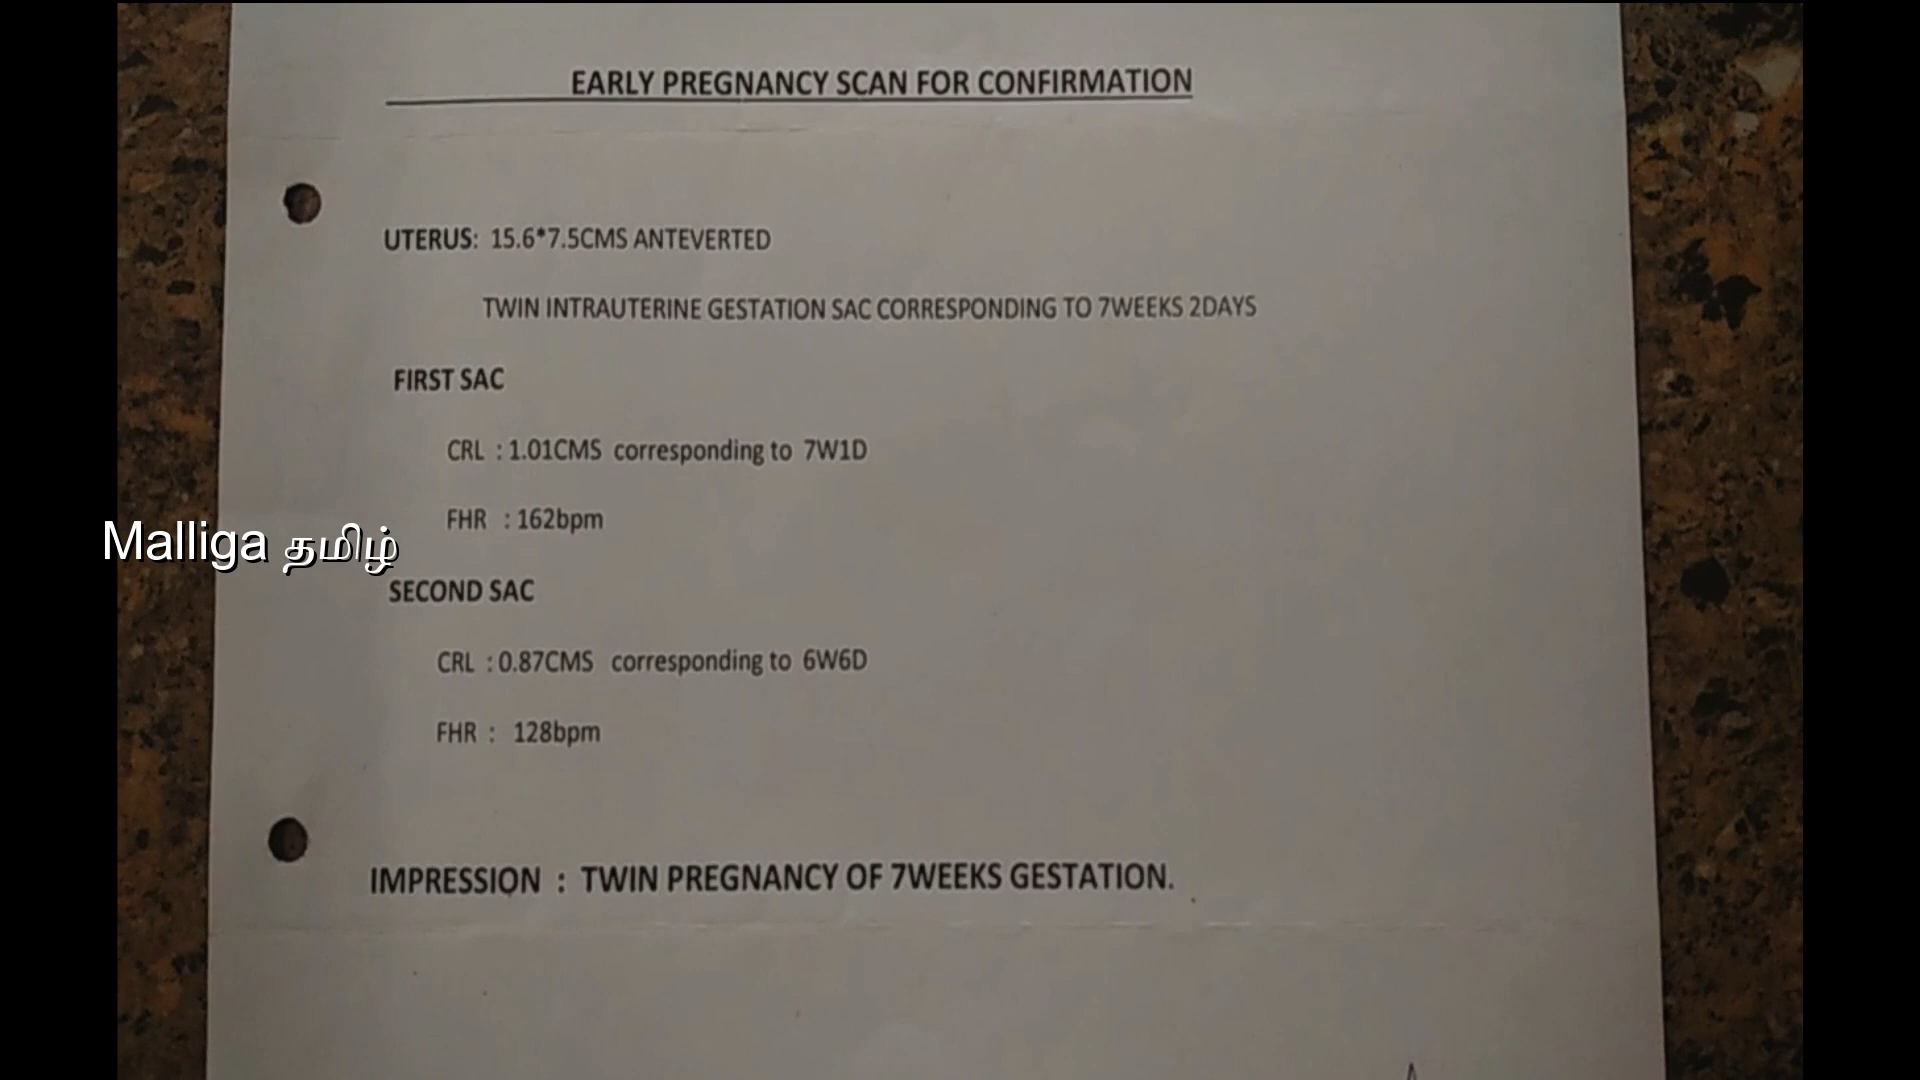 EARLY PREGNANCY SCAN FOR CONFIRMATION
UTERUS: 15.6*7.5CMS ANTEVERTED
TWIN INTRAUTERINE GESTATION SAC CORRESPONDING TO 7WEEKS 2DAYS
FIRST SAC
CRL : 1.01CMS corresponding to 7W1D
FHR : 162bpm
Malliga தமிழ்
SECOND SAC
CRL : 0.87CMS corresponding to 6W6D
FHR : 128bpm
IMPRESSION : TWIN PREGNANCY OF 7WEEKS GESTATION.